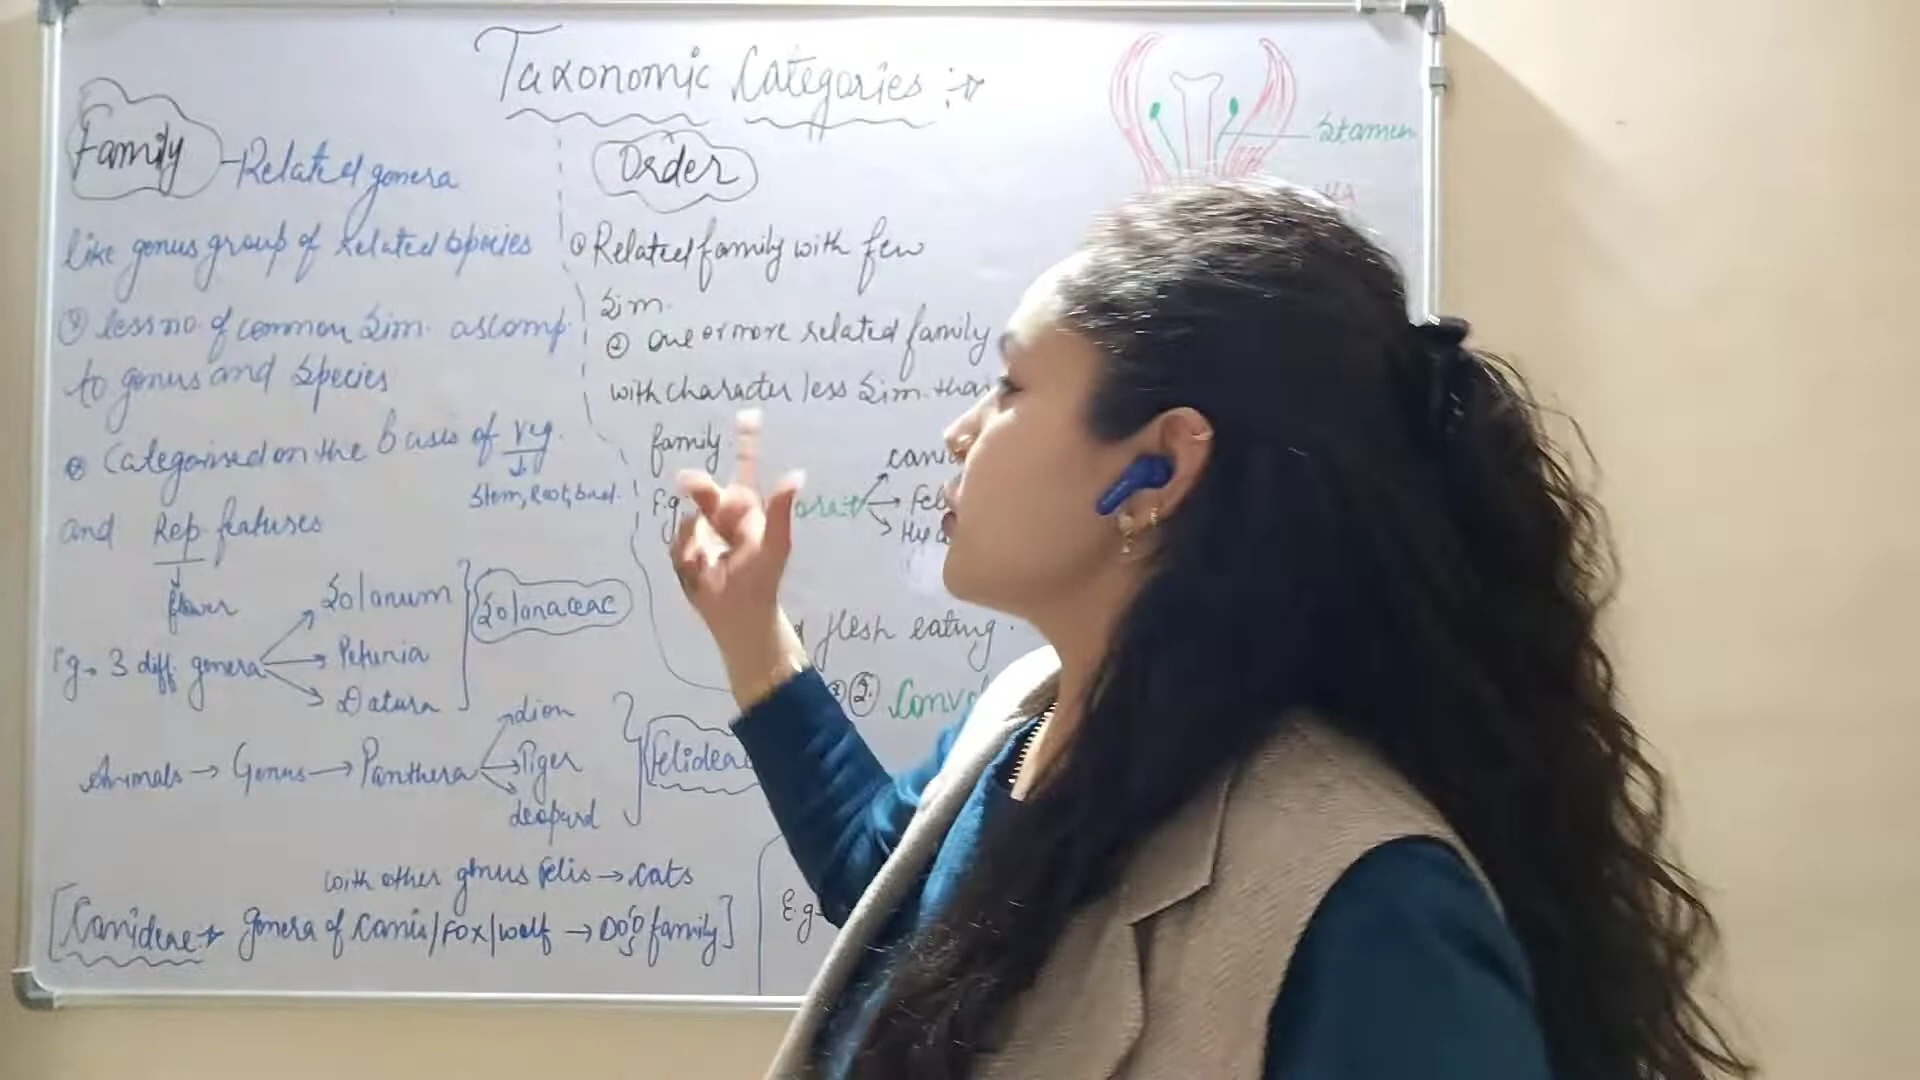 Taxonomic Categories :→
Family - Related genera
like genus group of related species
② less no. of common sim. as comp.
to genus and species
③ Categorised on the basis of veg.
Stem, Root,
and Rep. features
flower
Eg. 3 diff. genera
Solanum
Petunia
Datura
Solanaceae
Animals → Genus → Panthera
Lion
Tiger
Leopard
Felideae
with other genus Felis → cats
[Canideae → genera of Canis/Fox/wolf → Dog family]
Order
① Related family with few
sim.
② one or more related family
with character less sim. than
family.
E.g.
flesh eating.
②
E.g
Stamen